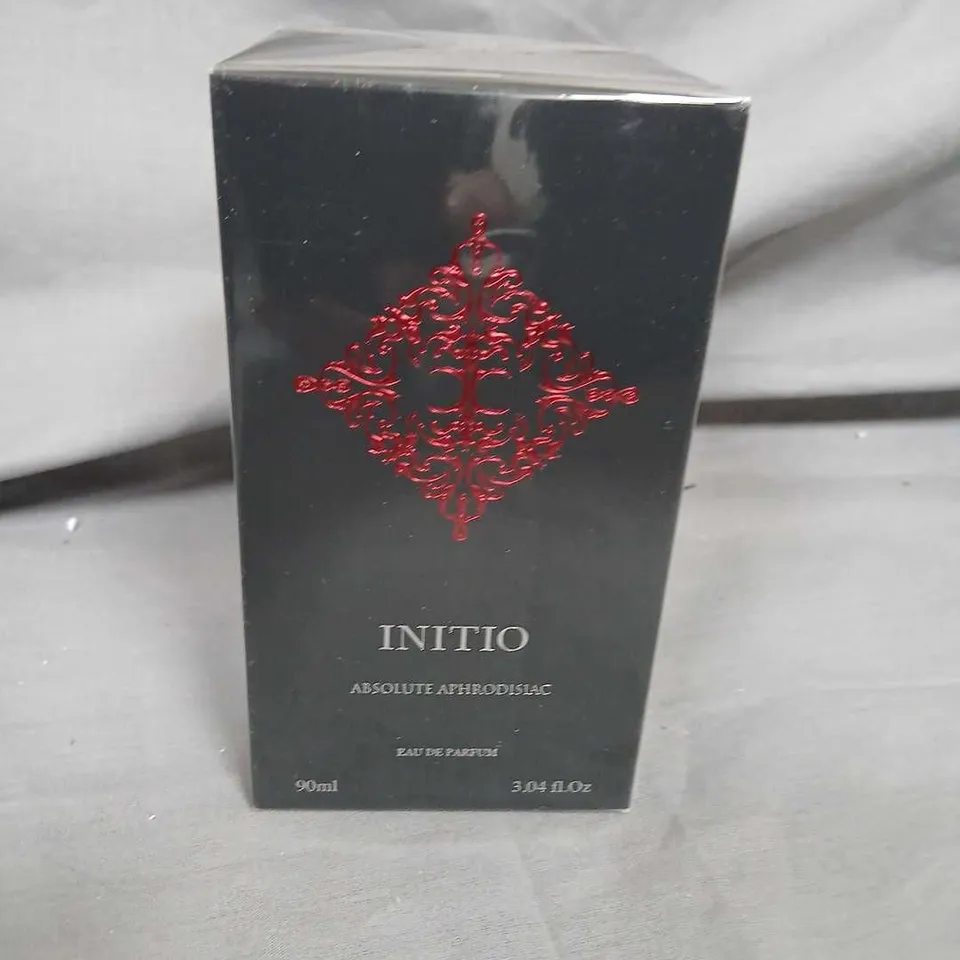 INITIO
ABSOLUTE APHRODISIAC
EAU DE PARFUM
90ml 3.04 fl.Oz